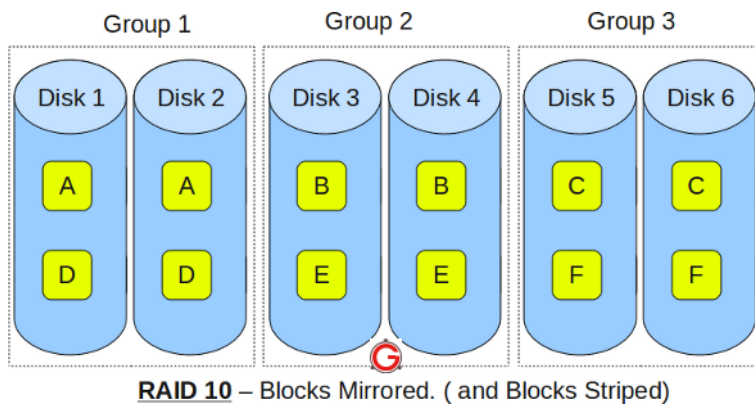 Group 1 Group 2 Group 3
Disk 1 Disk 2 Disk 3 Disk 4 Disk 5 Disk 6
A A B B C C
D D E E F F
G
RAID 10 – Blocks Mirrored. ( and Blocks Striped)